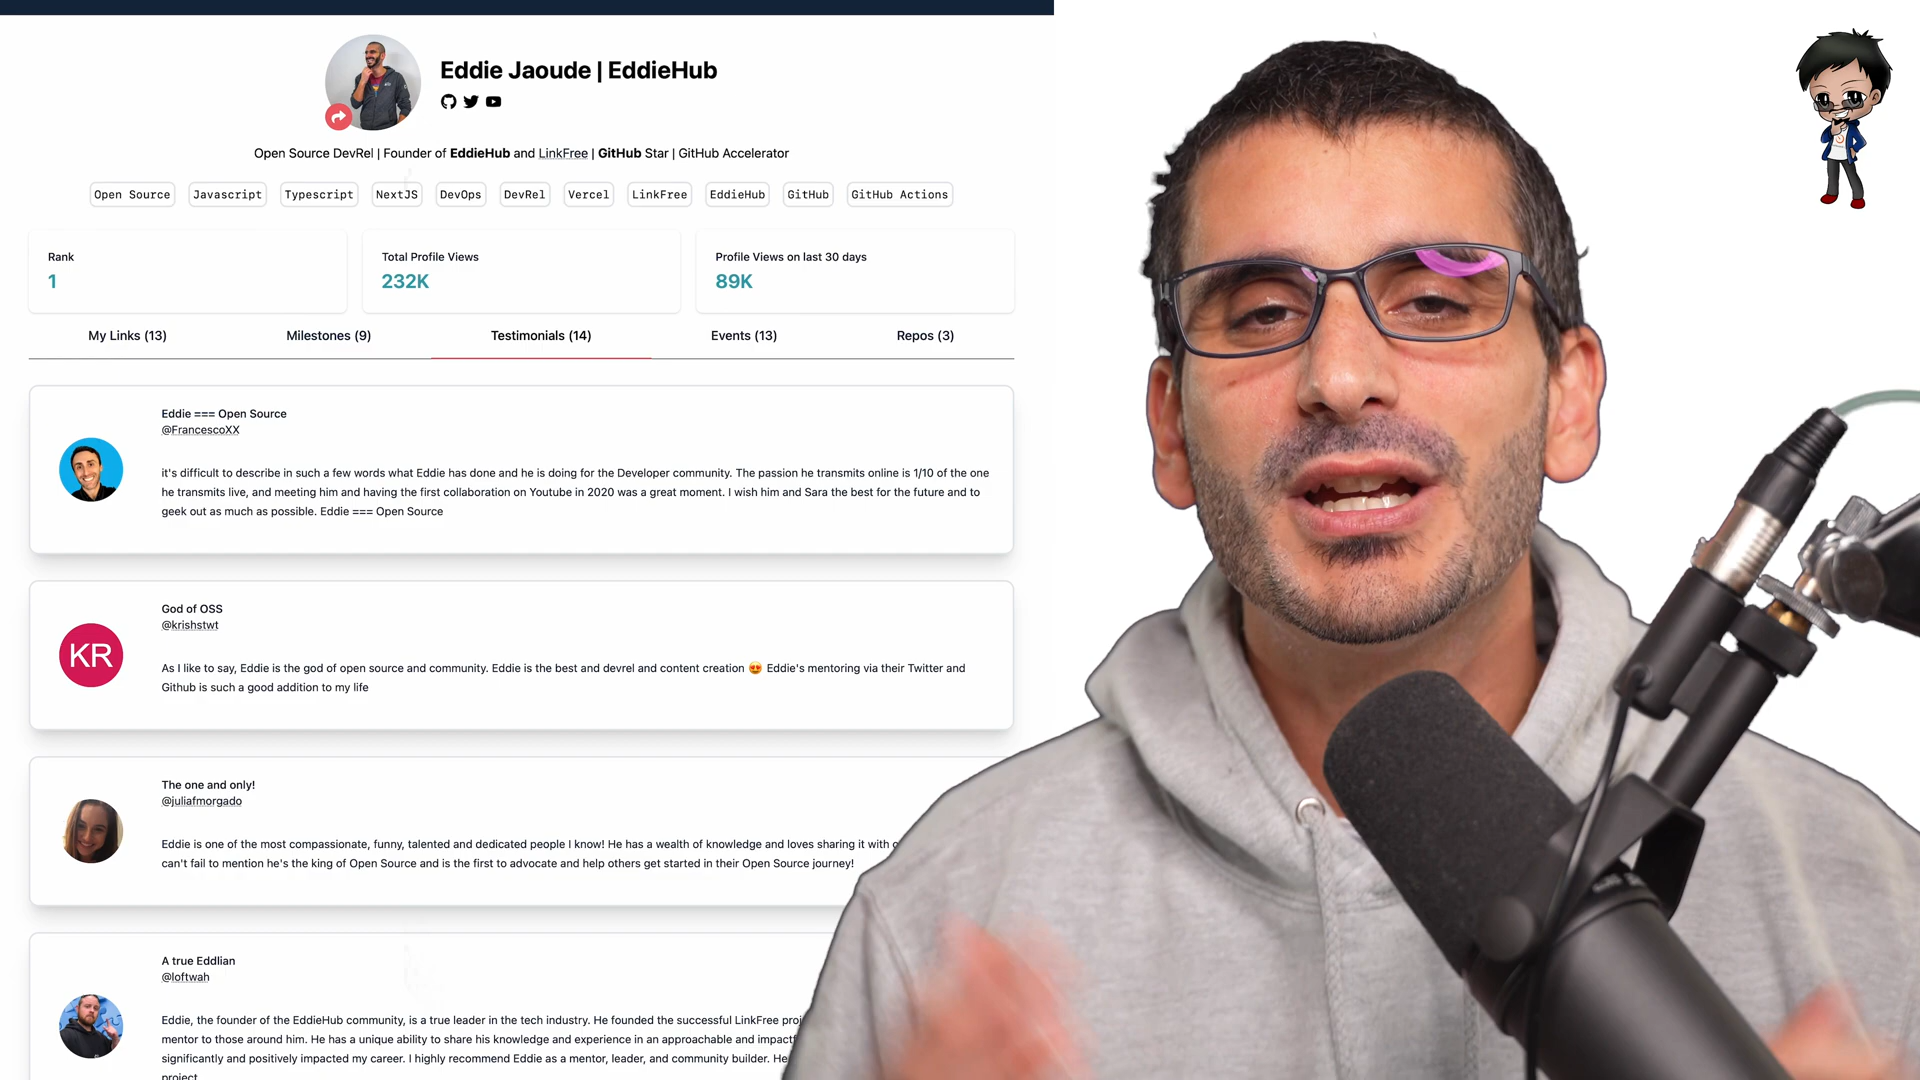 Eddie Jaoude | EddieHub
Open Source DevRel | Founder of EddieHub and LinkFree | GitHub Star | GitHub Accelerator
Open Source Javascript Typescript NextJS DevOps DevRel Vercel LinkFree EddieHub GitHub GitHub Actions
Rank
1
Total Profile Views
232K
Profile Views on last 30 days
89K
My Links (13) Milestones (9) Testimonials (14) Events (13) Repos (3)
Eddie === Open Source
@FrancescoXX
it's difficult to describe in such a few words what Eddie has done and he is doing for the Developer community. The passion he transmits online is 1/10 of the one
he transmits live, and meeting him and having the first collaboration on Youtube in 2020 was a great moment. I wish him and Sara the best for the future and to
geek out as much as possible. Eddie === Open Source
God of OSS
@krishstwt
KR
As I like to say, Eddie is the god of open source and community. Eddie is the best and devrel and content creation 😍 Eddie's mentoring via their Twitter and
Github is such a good addition to my life
The one and only!
@juliafmorgado
Eddie is one of the most compassionate, funny, talented and dedicated people I know! He has a wealth of knowledge and loves sharing it with
can't fail to mention he's the king of Open Source and is the first to advocate and help others get started in their Open Source journey!
A true Eddlian
@loftwah
Eddie, the founder of the EddieHub community, is a true leader in the tech industry. He founded the successful LinkFree
mentor to those around him. He has a unique ability to share his knowledge and experience in an approachable and
significantly and positively impacted my career. I highly recommend Eddie as a mentor, leader, and community builder. He
project